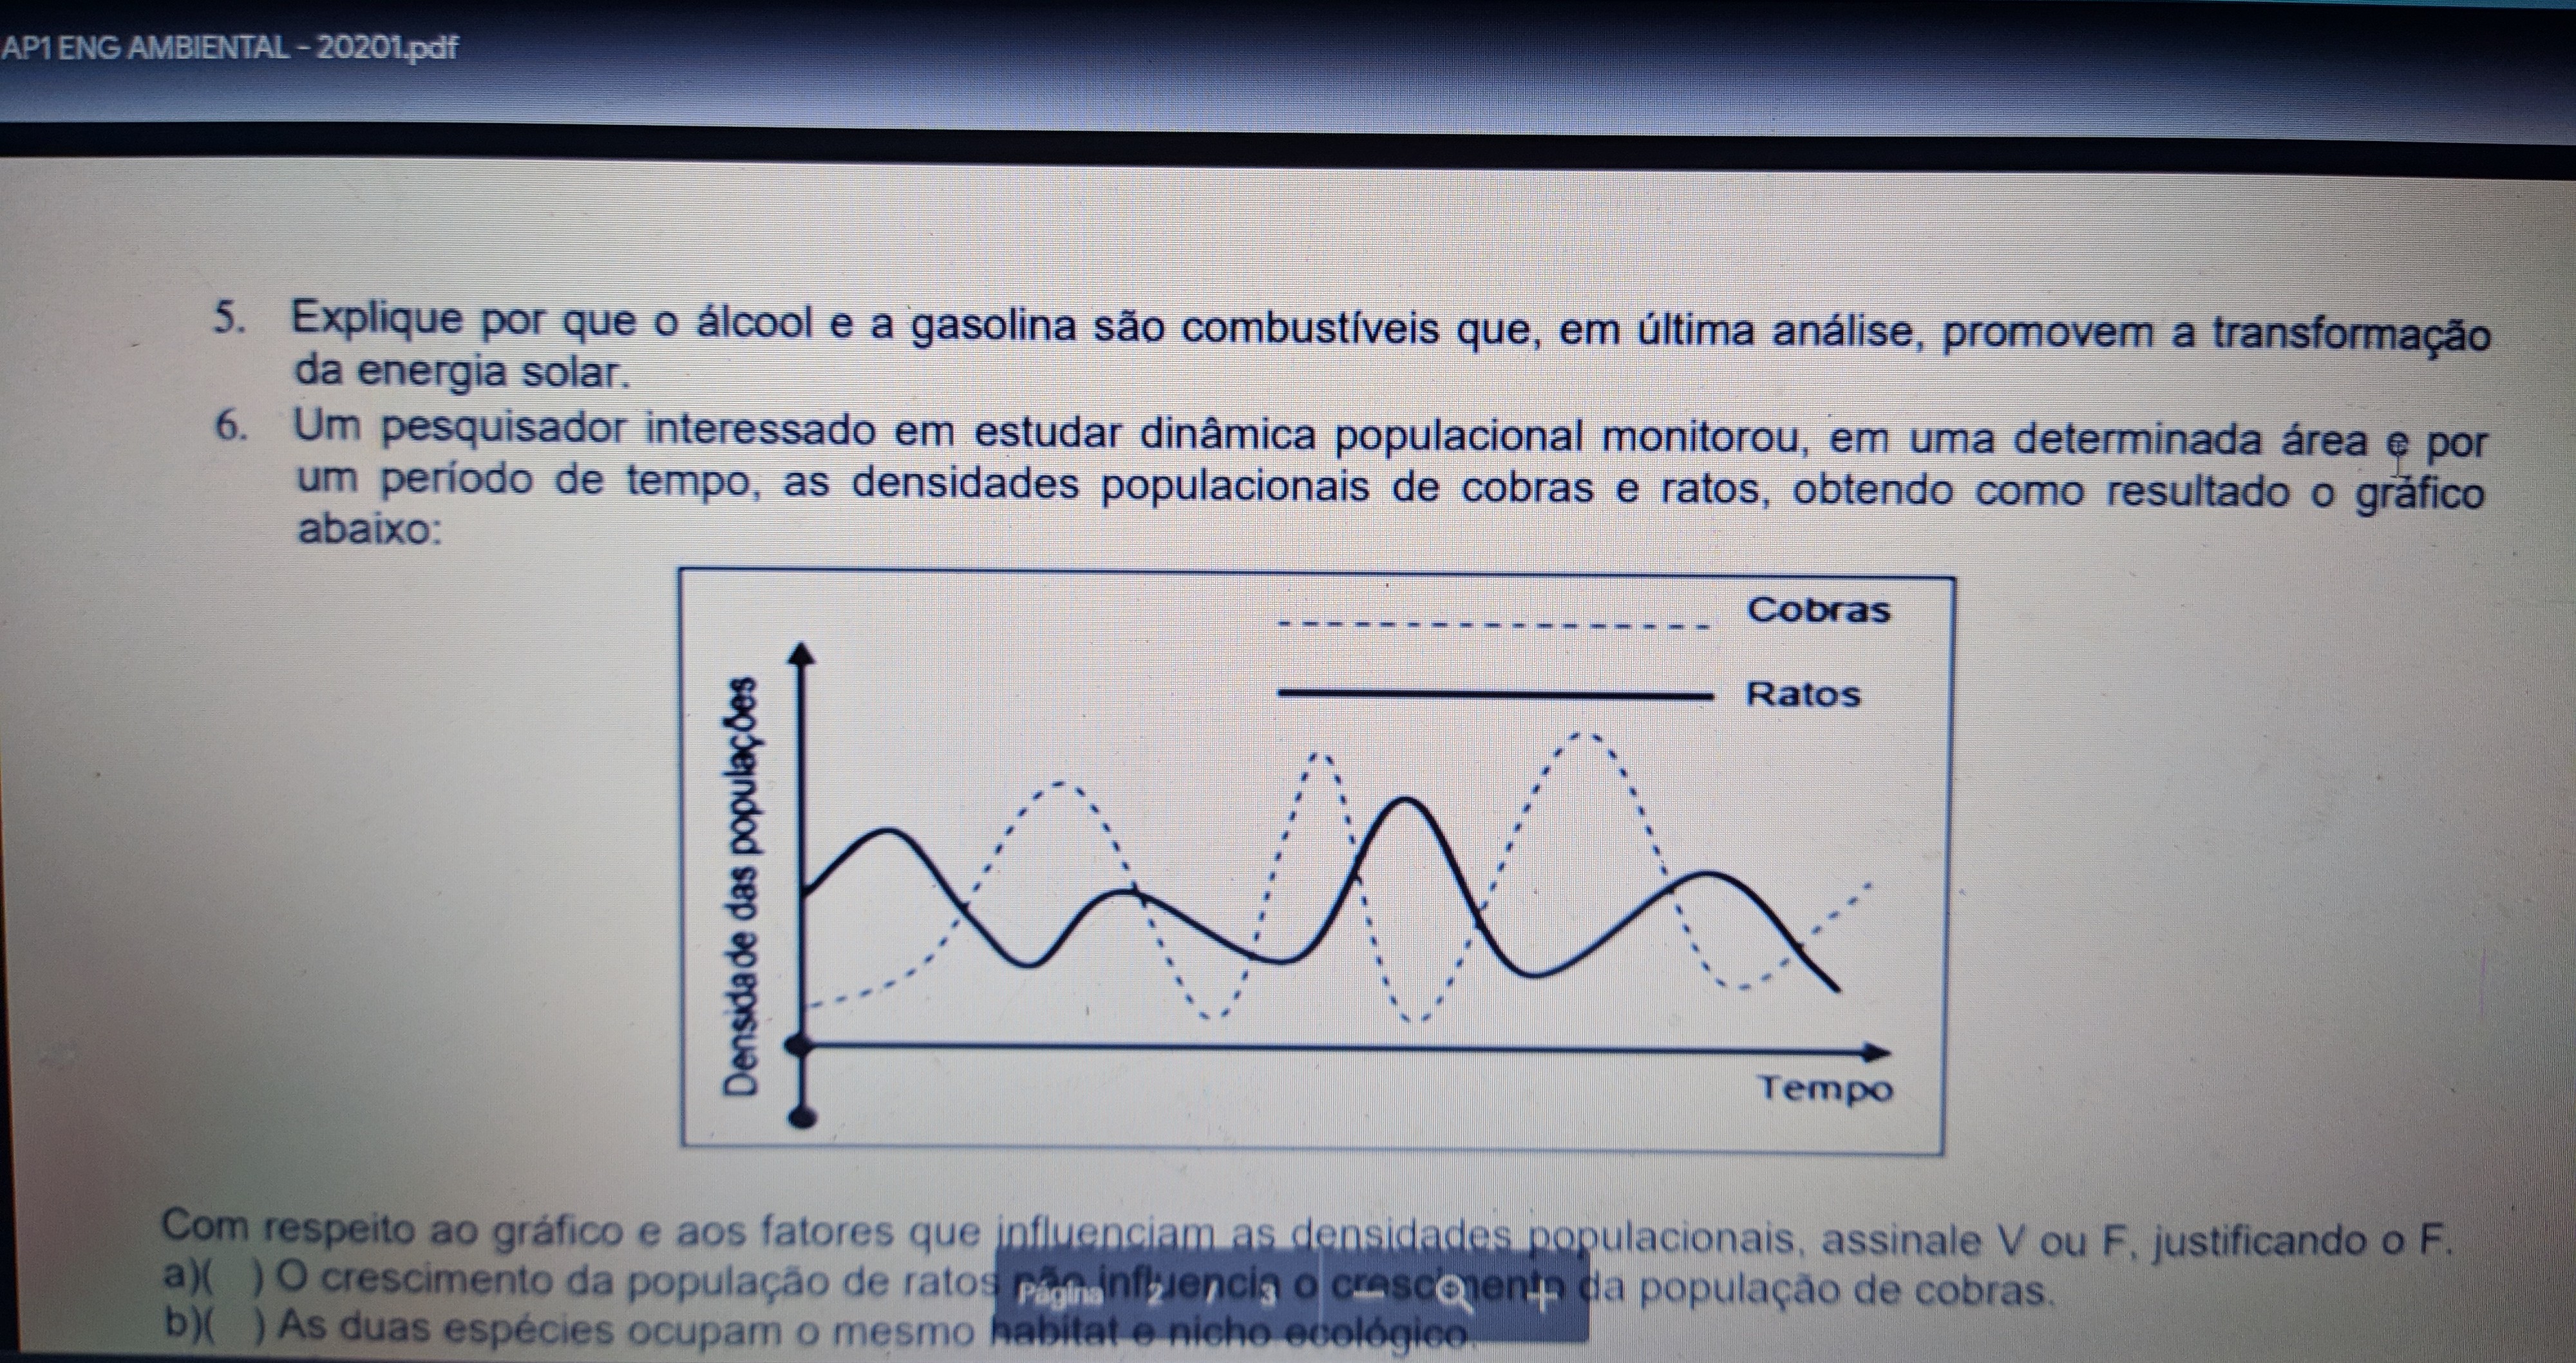 AP1 ENG AMBIENTAL - 20201.pdf
5. Explique por que o álcool e a gasolina são combustíveis que, em última análise, promovem a transformação
da energia solar.
6. Um pesquisador interessado em estudar dinâmica populacional monitorou, em uma determinada área e por
um período de tempo, as densidades populacionais de cobras e ratos, obtendo como resultado o gráfico
abaixo:
Cobras
Ratos
Densidade das populações
Tempo
Com respeito ao gráfico e aos fatores que influenciam as densidades populacionais, assinale V ou F, justificando o F.
a)( ) O crescimento da população de ratos não influencia o crescimento da população de cobras.
Página 2 / 3
b)( ) As duas espécies ocupam o mesmo habitat e nicho ecológico.